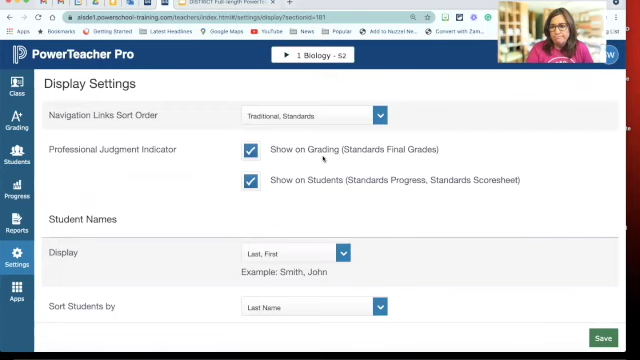 DISTRICT Full-length PowerSc
alsde1.powerschool-training.com/teachers/index.html#/settings/display?sectionid=181
Apps
Bookmarks
Getting Started
Latest Headlines
Google Maps
YouTube
News
Popular
Add to Nuzzel News
Convert with Zam...
PowerTeacher Pro
1 Biology - S2
W
Class
Grading
Students
Progress
Reports
Settings
Apps
Display Settings
Navigation Links Sort Order
Traditional, Standards
Professional Judgment Indicator
Show on Grading (Standards Final Grades)
Show on Students (Standards Progress, Standards Scoresheet)
Student Names
Display
Last, First
Example: Smith, John
Sort Students by
Last Name
Save